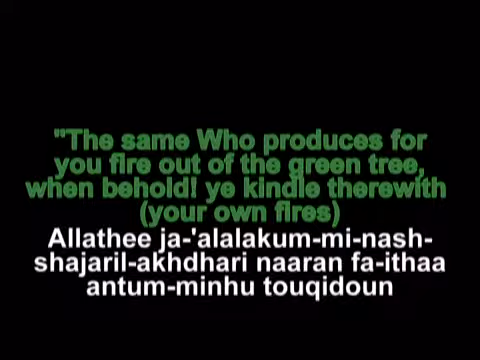 "The same Who produces for
you fire out of the green tree,
when behold! ye kindle therewith
(your own fires)
Allathee ja-'alalakum-mi-nash-
shajaril-akhdhari naaran fa-ithaa
antum-minhu touqidoun